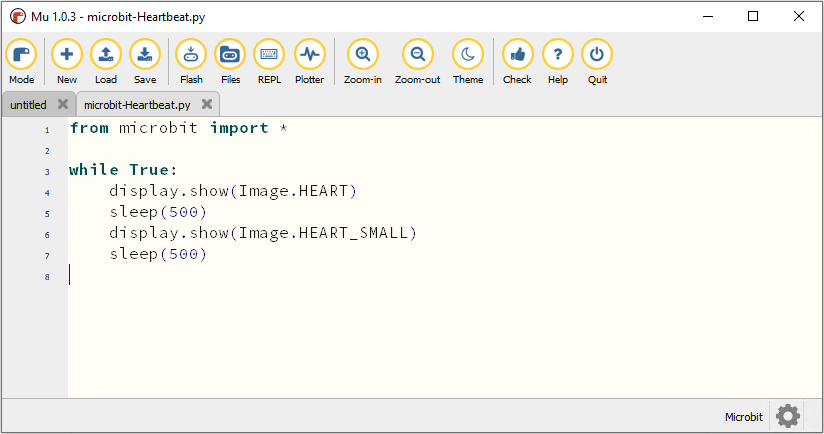 Mu 1.0.3 - microbit-Heartbeat.py
Mode New Load Save Flash Files REPL Plotter Zoom-in Zoom-out Theme Check Help Quit
untitled microbit-Heartbeat.py
1 from microbit import *
2
3 while True:
4     display.show(Image.HEART)
5     sleep(500)
6     display.show(Image.HEART_SMALL)
7     sleep(500)
8
Microbit